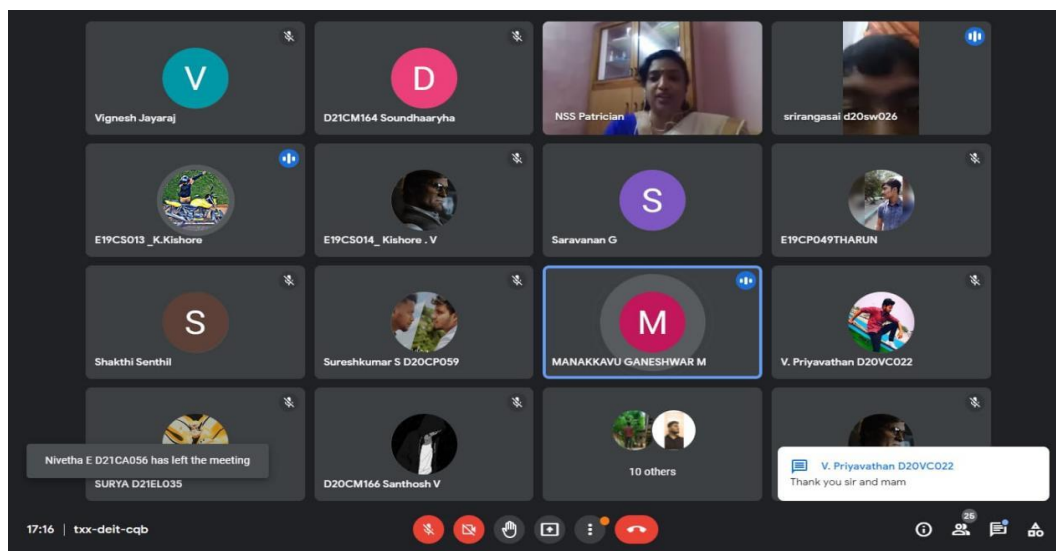 V
Vignesh Jayaraj
D
D21CM164 Soundhaaryha
NSS Patrician
srirangasai d20sw026
E19CS013 _K.Kishore
E19CS014_ Kishore . V
S
Saravanan G
E19CP049THARUN
S
Shakthi Senthil
Sureshkumar S D20CP059
M
MANAKKAVU GANESHWAR M
V. Priyavathan D20VC022
Nivetha E D21CA056 has left the meeting
SURYA D21EL035
D20CM166 Santhosh V
10 others
V. Priyavathan D20VC022
Thank you sir and mam
17:16 | txx-deit-cqb
26